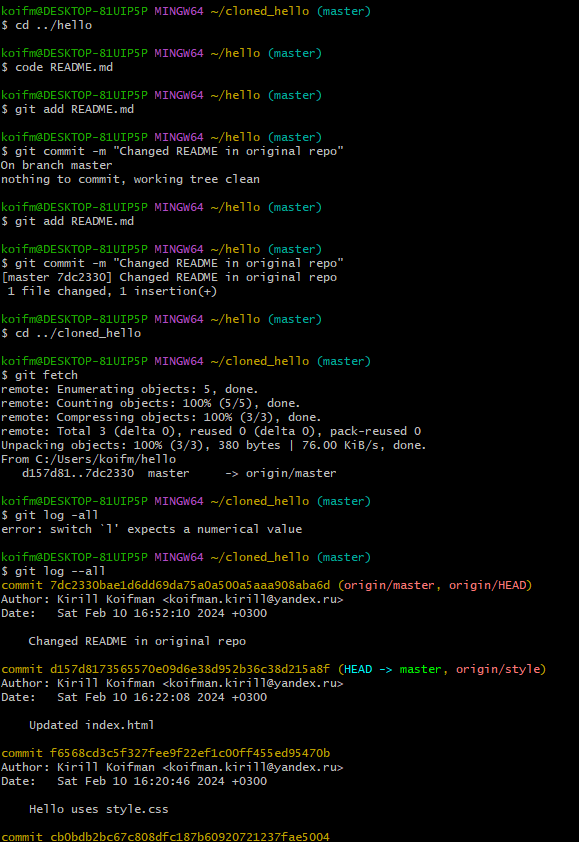 koifm@DESKTOP-81UIP5P MINGW64 ~/cloned_hello (master)
$ cd ../hello
koifm@DESKTOP-81UIP5P MINGW64 ~/hello (master)
$ code README.md
koifm@DESKTOP-81UIP5P MINGW64 ~/hello (master)
$ git add README.md
koifm@DESKTOP-81UIP5P MINGW64 ~/hello (master)
$ git commit -m "Changed README in original repo"
On branch master
nothing to commit, working tree clean
koifm@DESKTOP-81UIP5P MINGW64 ~/hello (master)
$ git add README.md
koifm@DESKTOP-81UIP5P MINGW64 ~/hello (master)
$ git commit -m "Changed README in original repo"
[master 7dc2330] Changed README in original repo
 1 file changed, 1 insertion(+)
koifm@DESKTOP-81UIP5P MINGW64 ~/hello (master)
$ cd ../cloned_hello
koifm@DESKTOP-81UIP5P MINGW64 ~/cloned_hello (master)
$ git fetch
remote: Enumerating objects: 5, done.
remote: Counting objects: 100% (5/5), done.
remote: Compressing objects: 100% (3/3), done.
remote: Total 3 (delta 0), reused 0 (delta 0), pack-reused 0
Unpacking objects: 100% (3/3), 380 bytes | 76.00 KiB/s, done.
From C:/Users/koifm/hello
   d157d81..7dc2330  master     -> origin/master
koifm@DESKTOP-81UIP5P MINGW64 ~/cloned_hello (master)
$ git log -all
error: switch `l' expects a numerical value
koifm@DESKTOP-81UIP5P MINGW64 ~/cloned_hello (master)
$ git log --all
commit 7dc2330bae1d6dd69da75a0a500a5aaa908aba6d (origin/master, origin/HEAD)
Author: Kirill Koifman <koifman.kirill@yandex.ru>
Date:   Sat Feb 10 16:52:10 2024 +0300
    Changed README in original repo
commit d157d8173565570e09d6e38d952b36c38d215a8f (HEAD -> master, origin/style)
Author: Kirill Koifman <koifman.kirill@yandex.ru>
Date:   Sat Feb 10 16:22:08 2024 +0300
    Updated index.html
commit f6568cd3c5f327fee9f22ef1c00ff455ed95470b
Author: Kirill Koifman <koifman.kirill@yandex.ru>
Date:   Sat Feb 10 16:20:46 2024 +0300
    Hello uses style.css
commit cb0bdb2bc67c808dfc187b60920721237fae5004